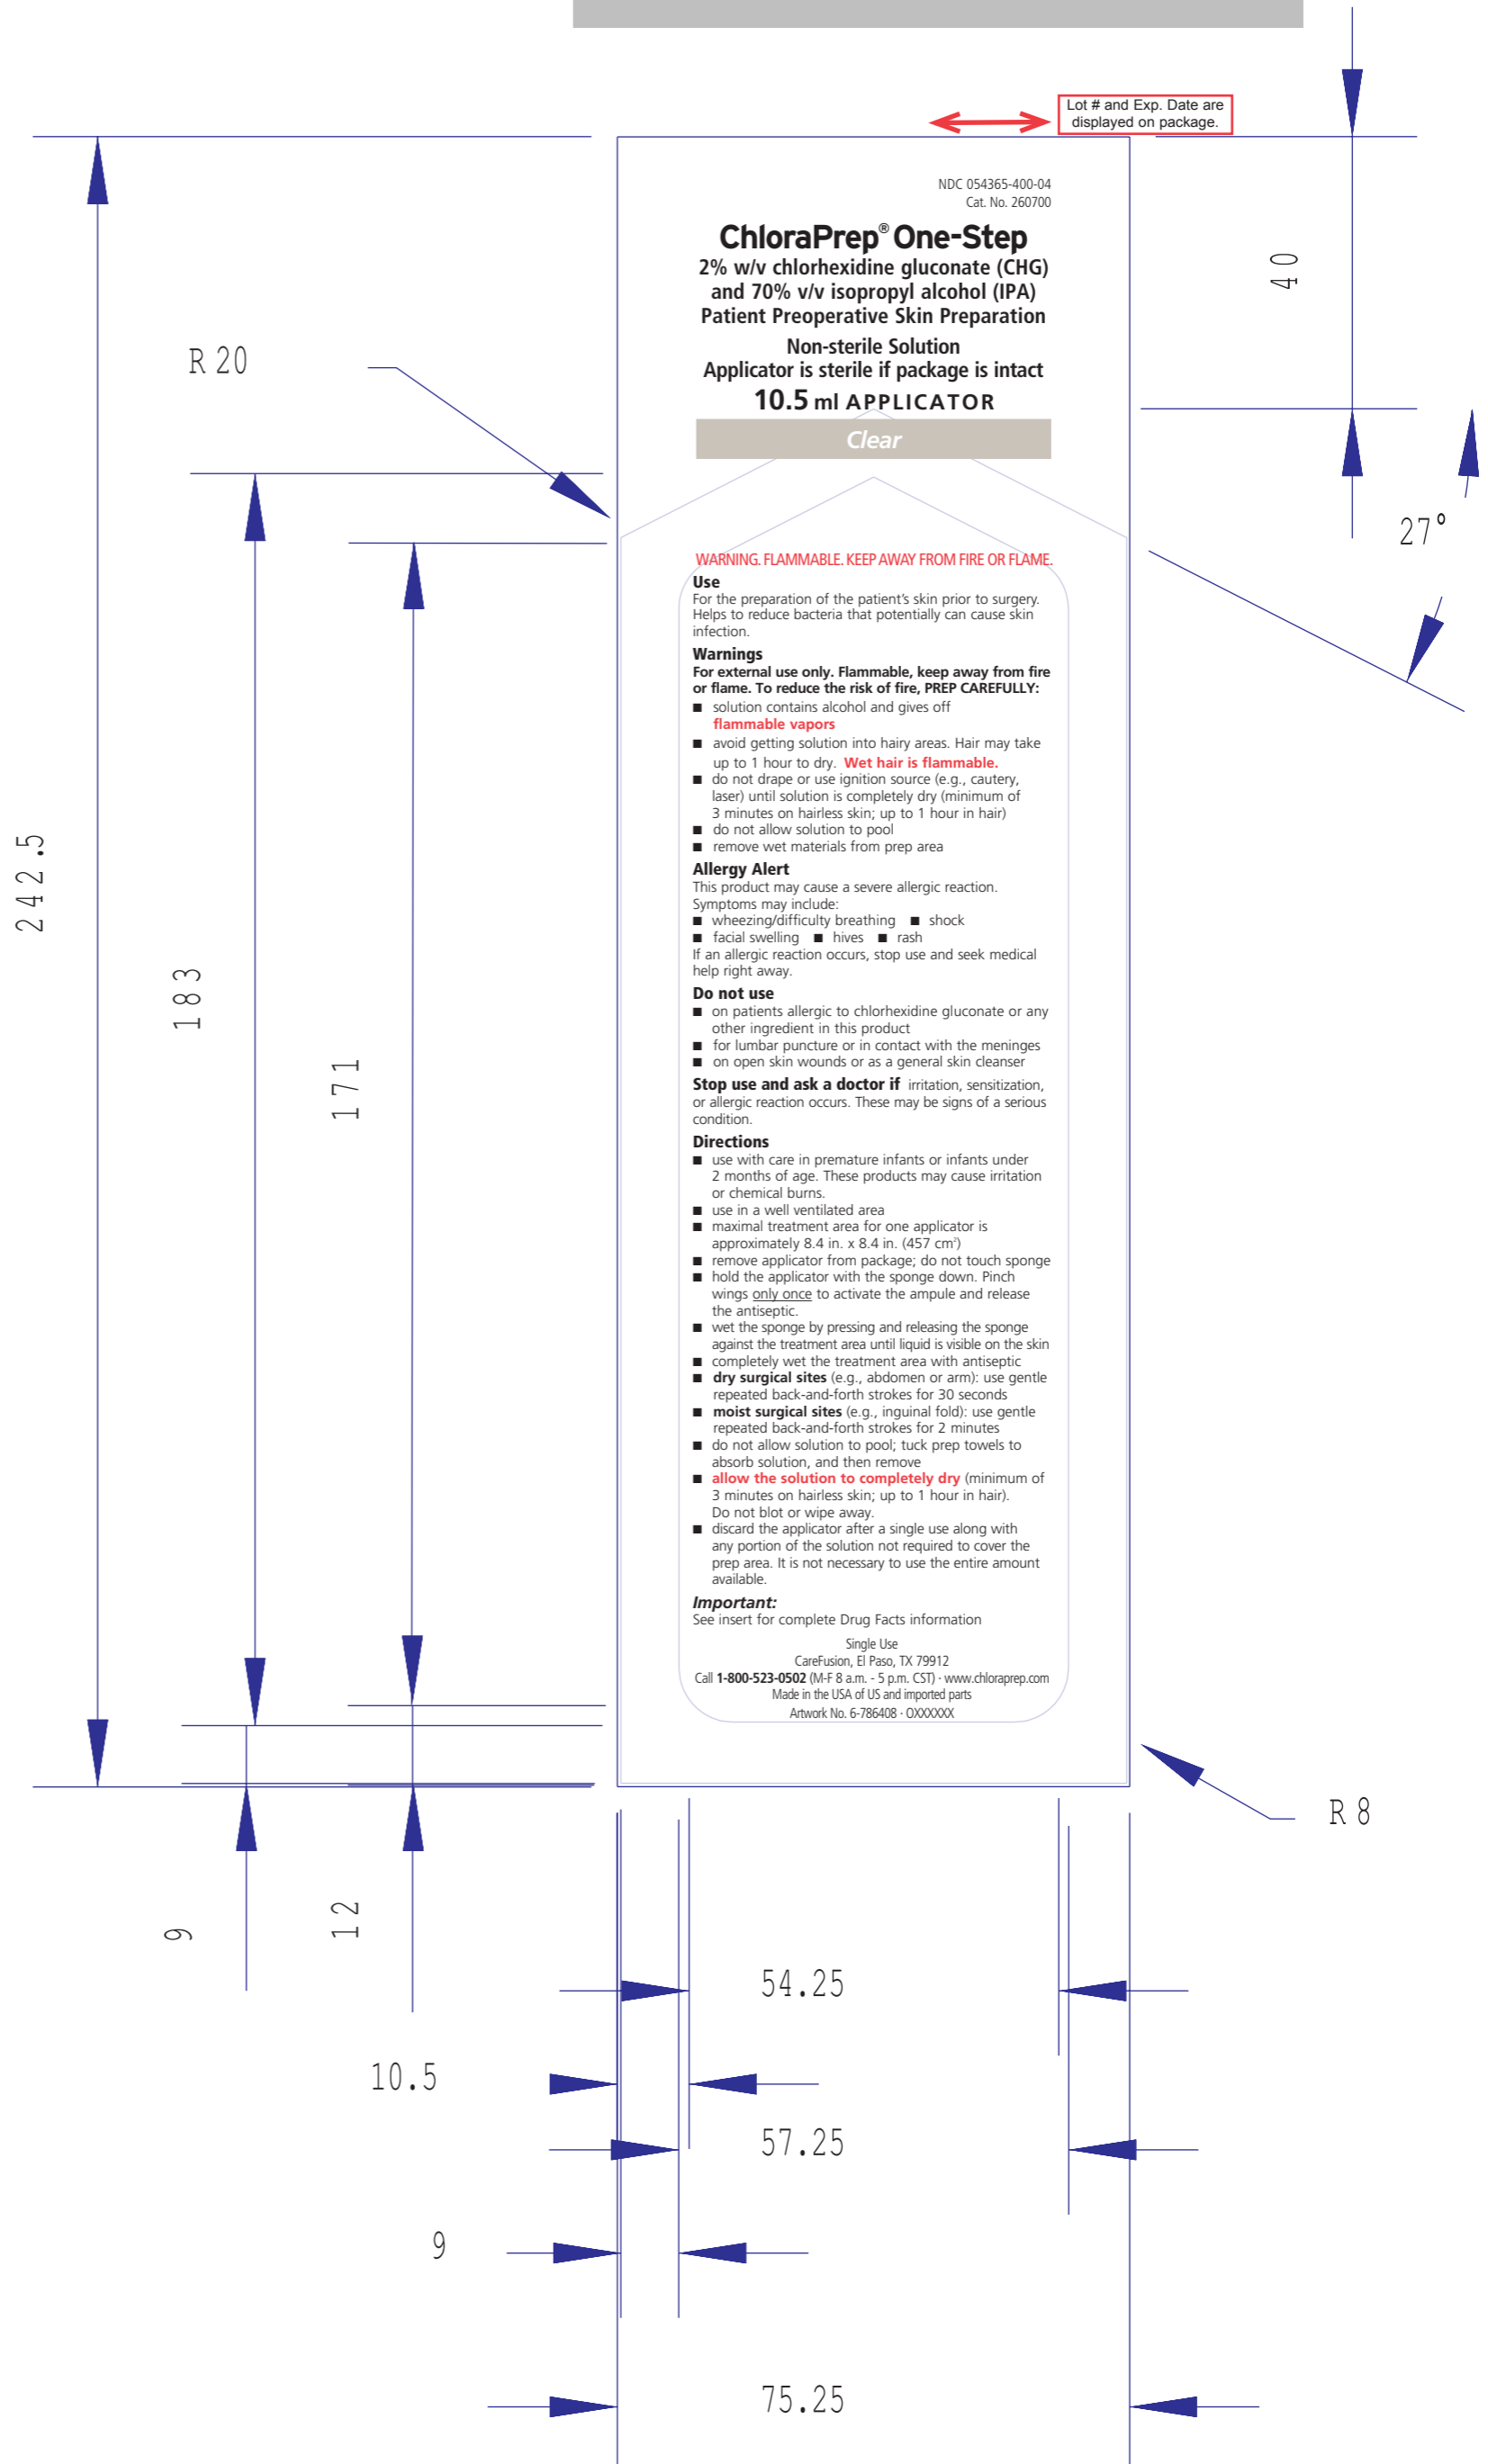 Lot # and Exp. Date are
displayed on package.
NDC 054365-400-04
Cat. No. 260700
ChloraPrep® One-Step
2% w/v chlorhexidine gluconate (CHG)
and 70% v/v isopropyl alcohol (IPA)
Patient Preoperative Skin Preparation
Non-sterile Solution
Applicator is sterile if package is intact
10.5 ml APPLICATOR
Clear
WARNING. FLAMMABLE. KEEP AWAY FROM FIRE OR FLAME.
Use
For the preparation of the patient’s skin prior to surgery.
Helps to reduce bacteria that potentially can cause skin
infection.
Warnings
For external use only. Flammable, keep away from fire
or flame. To reduce the risk of fire, PREP CAREFULLY:
■ solution contains alcohol and gives off
flammable vapors
■ avoid getting solution into hairy areas. Hair may take
up to 1 hour to dry. Wet hair is flammable.
■ do not drape or use ignition source (e.g., cautery,
laser) until solution is completely dry (minimum of
3 minutes on hairless skin; up to 1 hour in hair)
■ do not allow solution to pool
■ remove wet materials from prep area
Allergy Alert
This product may cause a severe allergic reaction.
Symptoms may include:
■ wheezing/difficulty breathing ■ shock
■ facial swelling ■ hives ■ rash
If an allergic reaction occurs, stop use and seek medical
help right away.
Do not use
■ on patients allergic to chlorhexidine gluconate or any
other ingredient in this product
■ for lumbar puncture or in contact with the meninges
■ on open skin wounds or as a general skin cleanser
Stop use and ask a doctor if irritation, sensitization,
or allergic reaction occurs. These may be signs of a serious
condition.
Directions
■ use with care in premature infants or infants under
2 months of age. These products may cause irritation
or chemical burns.
■ use in a well ventilated area
■ maximal treatment area for one applicator is
approximately 8.4 in. x 8.4 in. (457 cm²)
■ remove applicator from package; do not touch sponge
■ hold the applicator with the sponge down. Pinch
wings only once to activate the ampule and release
the antiseptic.
■ wet the sponge by pressing and releasing the sponge
against the treatment area until liquid is visible on the skin
■ completely wet the treatment area with antiseptic
■ dry surgical sites (e.g., abdomen or arm): use gentle
repeated back-and-forth strokes for 30 seconds
■ moist surgical sites (e.g., inguinal fold): use gentle
repeated back-and-forth strokes for 2 minutes
■ do not allow solution to pool; tuck prep towels to
absorb solution, and then remove
■ allow the solution to completely dry (minimum of
3 minutes on hairless skin; up to 1 hour in hair).
Do not blot or wipe away.
■ discard the applicator after a single use along with
any portion of the solution not required to cover the
prep area. It is not necessary to use the entire amount
available.
Important:
See insert for complete Drug Facts information
Single Use
CareFusion, El Paso, TX 79912
Call 1-800-523-0502 (M-F 8 a.m. - 5 p.m. CST) · www.chloraprep.com
Made in the USA of US and imported parts
Artwork No. 6-786408 · OXXXXXX
40
R 20
27°
242.5
183
171
R 8
9
12
54.25
10.5
57.25
9
75.25